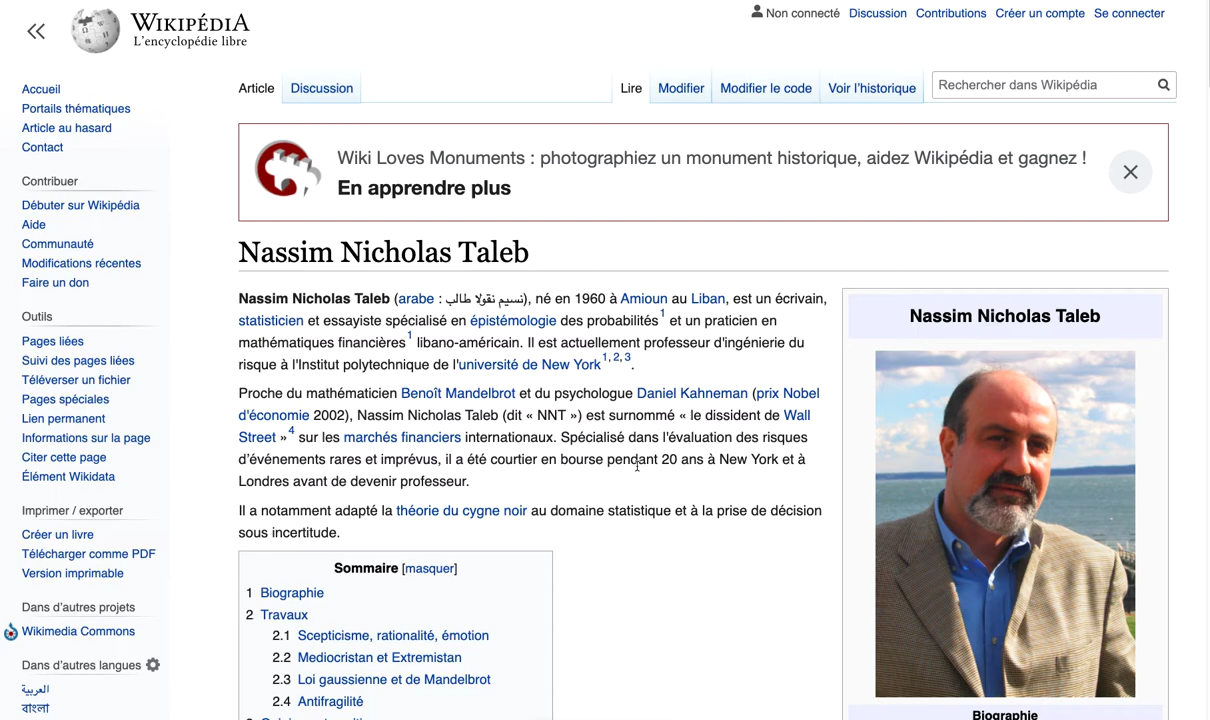 WIKIPÉDIA
L'encyclopédie libre
Non connecté Discussion Contributions Créer un compte Se connecter
Article Discussion Lire Modifier Modifier le code Voir l'historique Rechercher dans Wikipédia
Accueil
Portails thématiques
Article au hasard
Contact
Contribuer
Débuter sur Wikipédia
Aide
Communauté
Modifications récentes
Faire un don
Outils
Pages liées
Suivi des pages liées
Téléverser un fichier
Pages spéciales
Lien permanent
Informations sur la page
Citer cette page
Élément Wikidata
Imprimer / exporter
Créer un livre
Télécharger comme PDF
Version imprimable
Dans d'autres projets
Wikimedia Commons
Dans d'autres langues
العربية
বাংলা
Wiki Loves Monuments : photographiez un monument historique, aidez Wikipédia et gagnez !
En apprendre plus
Nassim Nicholas Taleb
Nassim Nicholas Taleb (arabe : نسيم نقولا طالب), né en 1960 à Amioun au Liban, est un écrivain,
statisticien et essayiste spécialisé en épistémologie des probabilités1 et un praticien en
mathématiques financières1 libano-américain. Il est actuellement professeur d'ingénierie du
risque à l'Institut polytechnique de l'université de New York1, 2, 3.
Proche du mathématicien Benoît Mandelbrot et du psychologue Daniel Kahneman (prix Nobel
d'économie 2002), Nassim Nicholas Taleb (dit « NNT ») est surnommé « le dissident de Wall
Street »4 sur les marchés financiers internationaux. Spécialisé dans l'évaluation des risques
d'événements rares et imprévus, il a été courtier en bourse pendant 20 ans à New York et à
Londres avant de devenir professeur.
Il a notamment adapté la théorie du cygne noir au domaine statistique et à la prise de décision
sous incertitude.
Sommaire [masquer]
1 Biographie
2 Travaux
2.1 Scepticisme, rationalité, émotion
2.2 Mediocristan et Extremistan
2.3 Loi gaussienne et de Mandelbrot
2.4 Antifragilité
Nassim Nicholas Taleb
Biographie